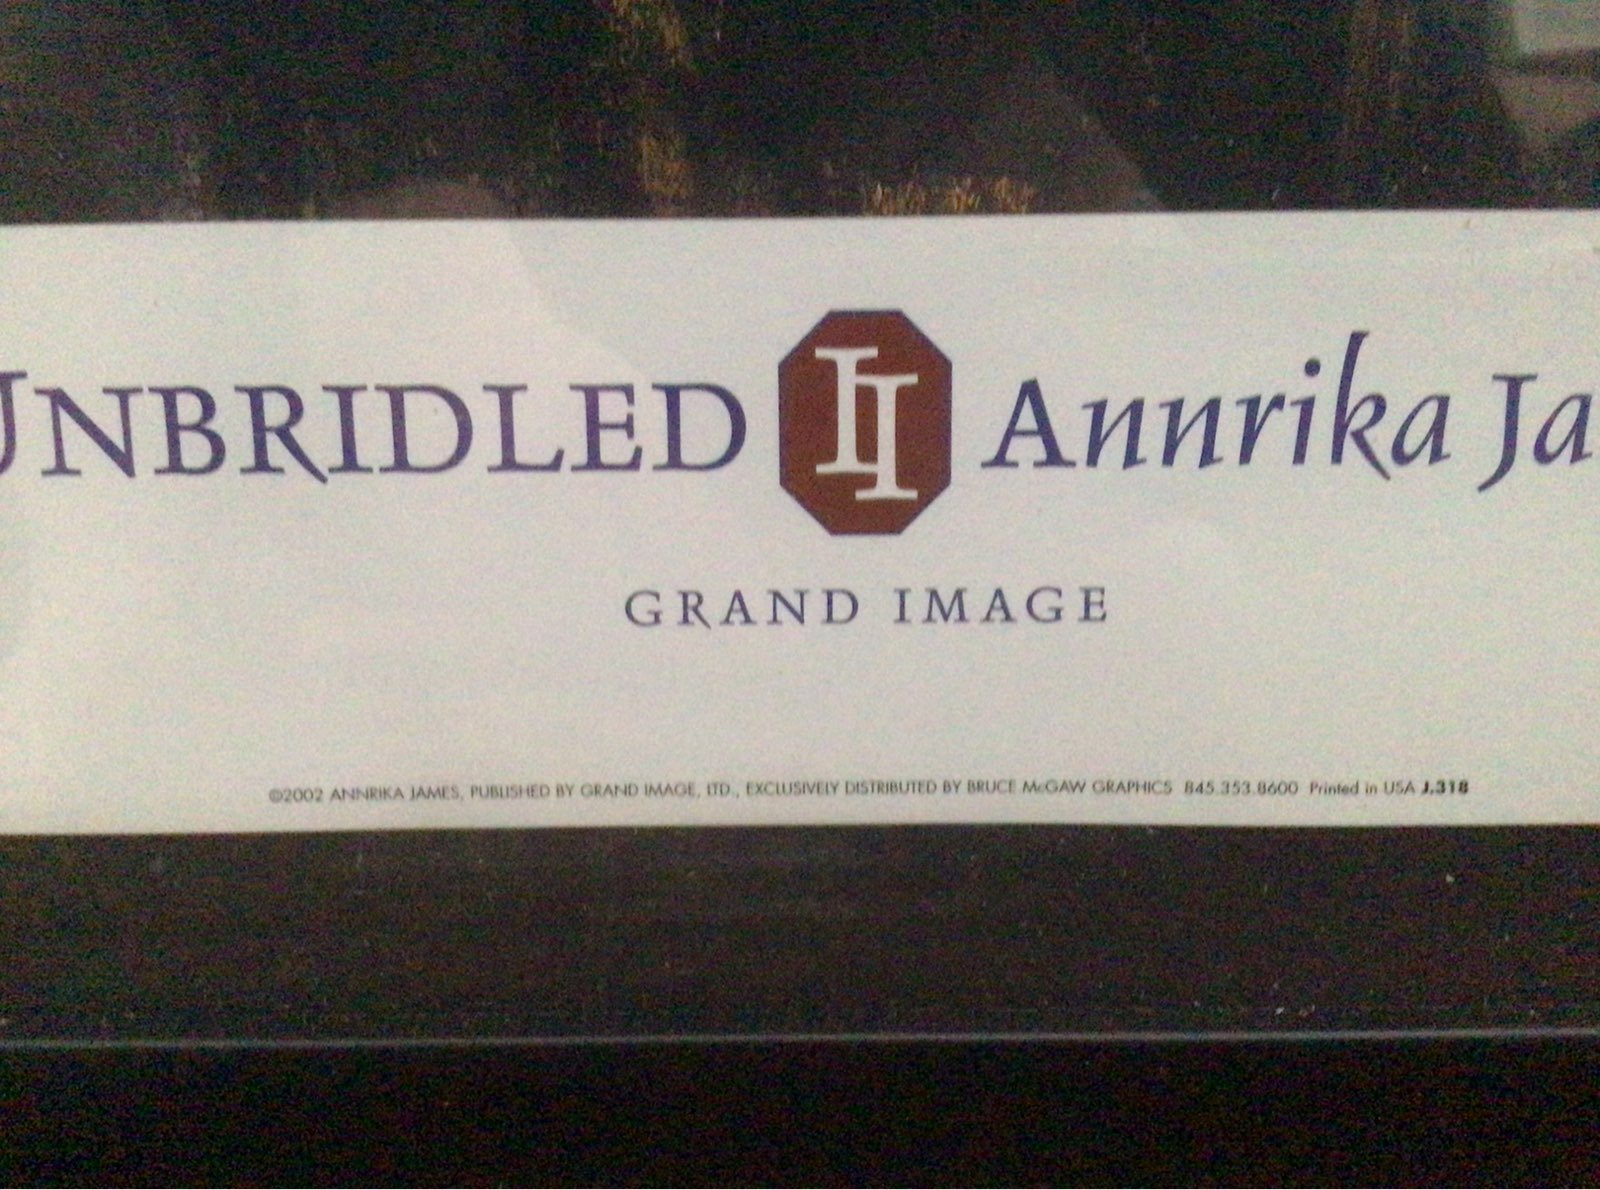 UNBRIDLED II Annrika Ja
GRAND IMAGE
©2002 ANNRIKA JAMES, PUBLISHED BY GRAND IMAGE, LTD., EXCLUSIVELY DISTRIBUTED BY BRUCE McGAW GRAPHICS 845.353.8600 Printed in USA J.318